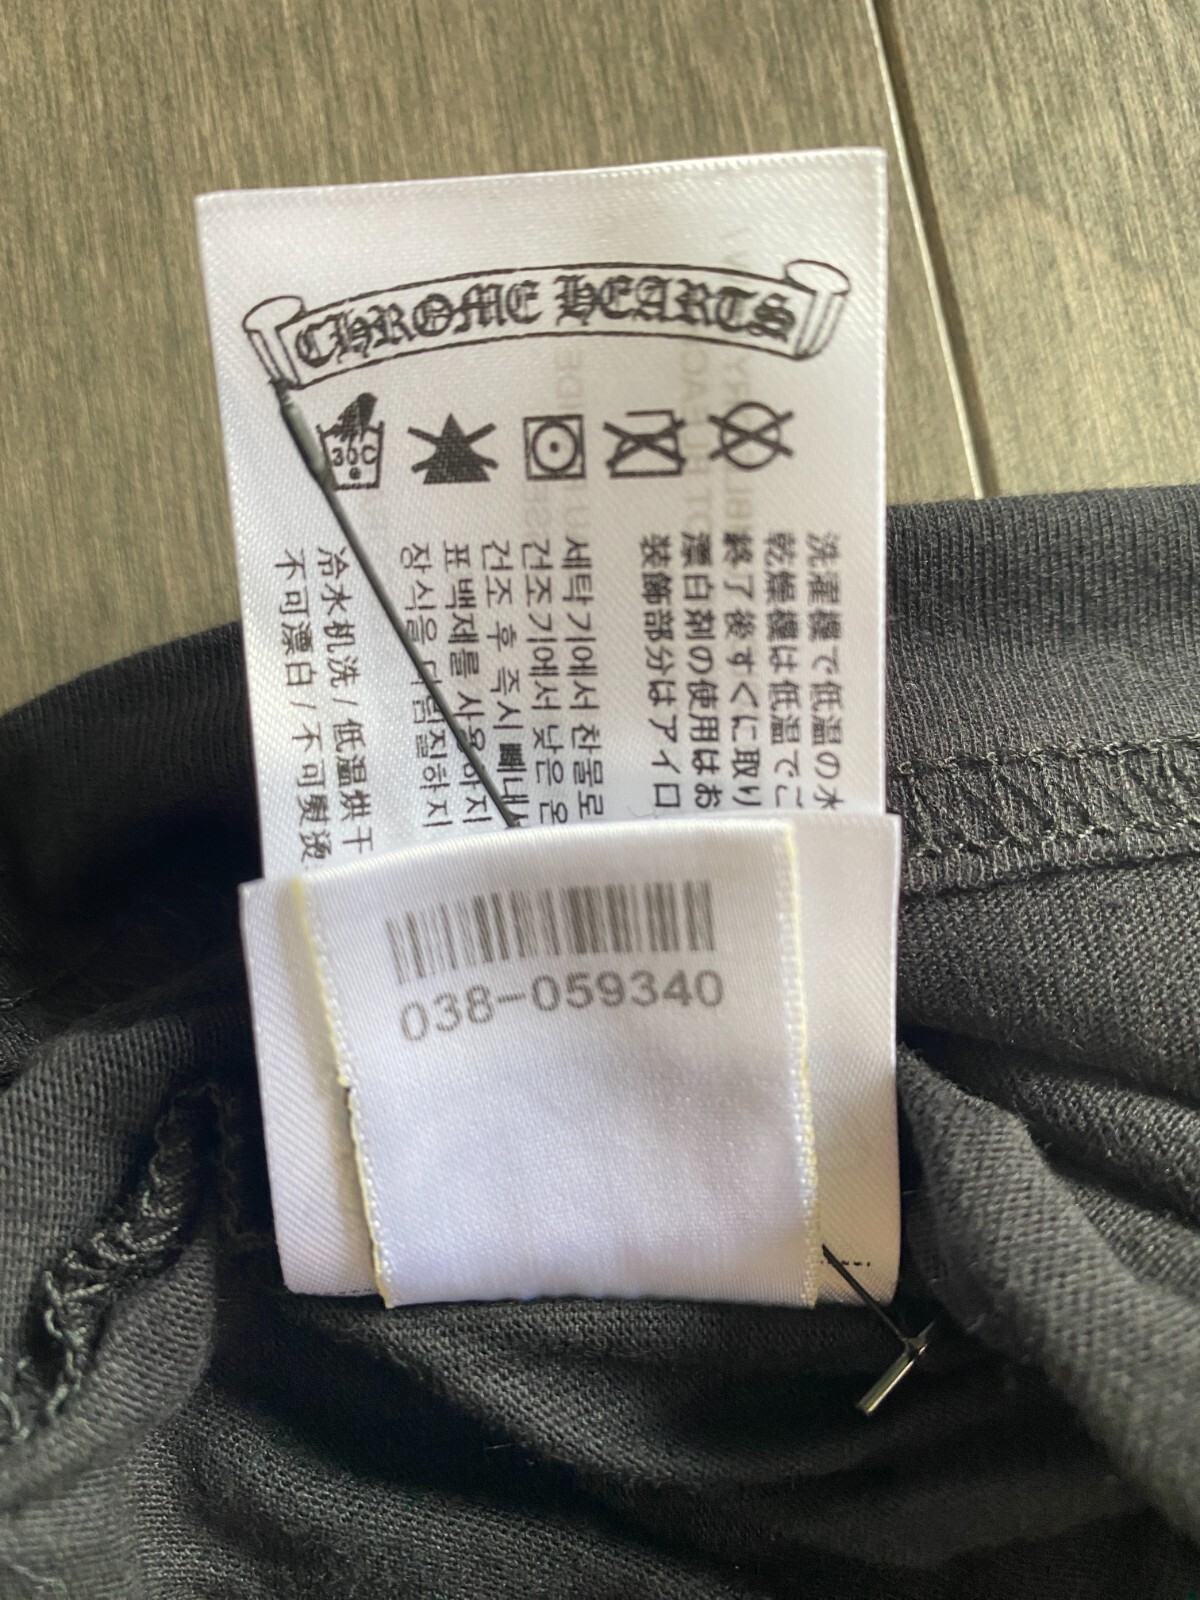 CHROME HEARTS
30C
洗濯機で低温の水
乾燥機は低温でこ
終了後すぐに取り
漂白剤の使用はお
装飾部分はアイロ
세탁기에서 찬물로
건조기에서 낮은 온
건조 후 즉시 빼내
표백제를 사용하지
장식을 다림질하지
冷水机洗/低温烘干
不可漂白/不可熨烫
038-059340